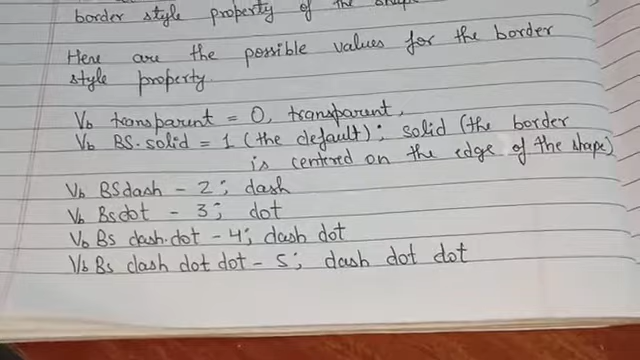 border style property of the shape
Here are the possible values for the border
style property.
Vb transparent = 0, transparent,
Vb BS.solid = 1 (the default); solid (the border
is centered on the edge of the shape)
Vb BSdash - 2; dash
Vb Bsdot - 3; dot
Vb Bs dash.dot - 4; dash dot
Vb Bs dash dot dot - 5; dash dot dot